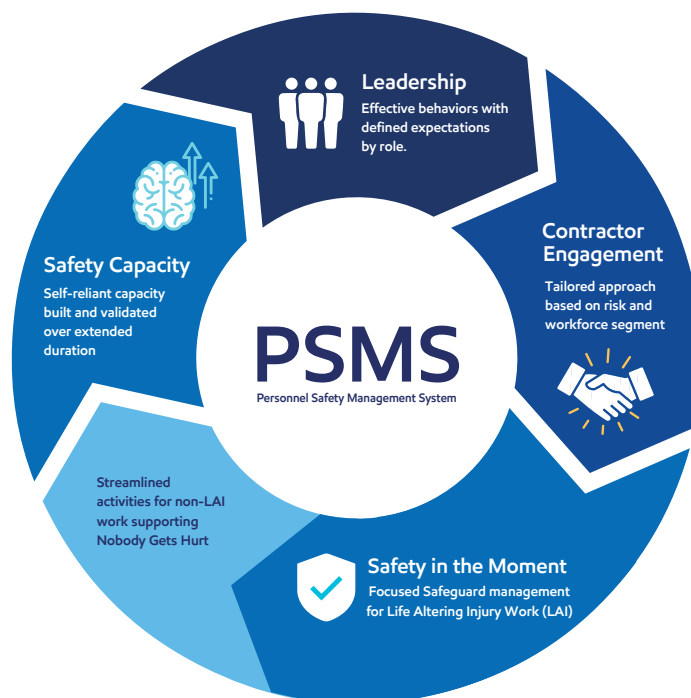 Leadership
Effective behaviors with
defined expectations
by role.
Contractor
Engagement
Tailored approach
based on risk and
workforce segment
Safety Capacity
Self-reliant capacity
built and validated
over extended
duration
PSMS
Personnel Safety Management System
Streamlined
activities for non-LAI
work supporting
Nobody Gets Hurt
Safety in the Moment
Focused Safeguard management
for Life Altering Injury Work (LAI)